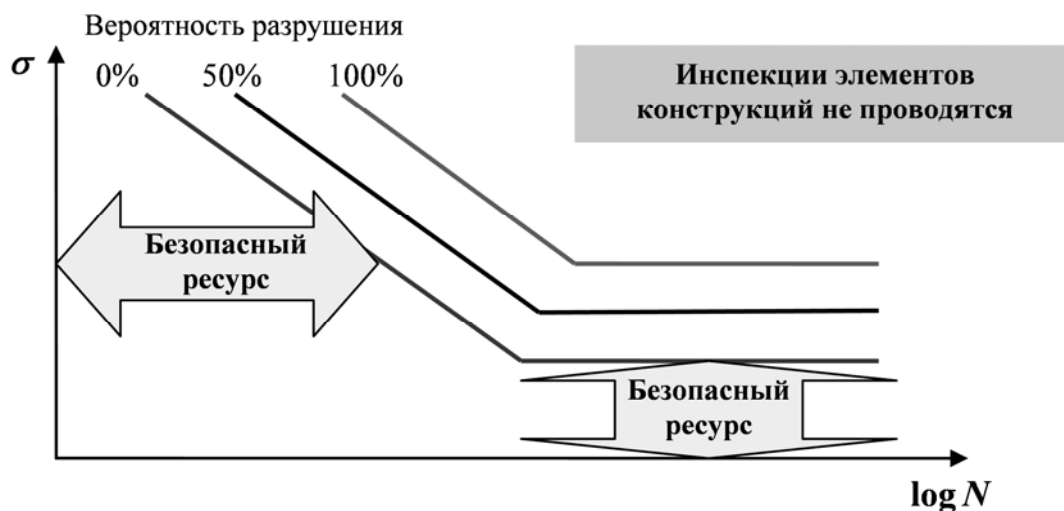 Вероятность разрушения
σ
0% 50% 100%
Инспекции элементов
конструкций не проводятся
Безопасный
ресурс
Безопасный
ресурс
log N